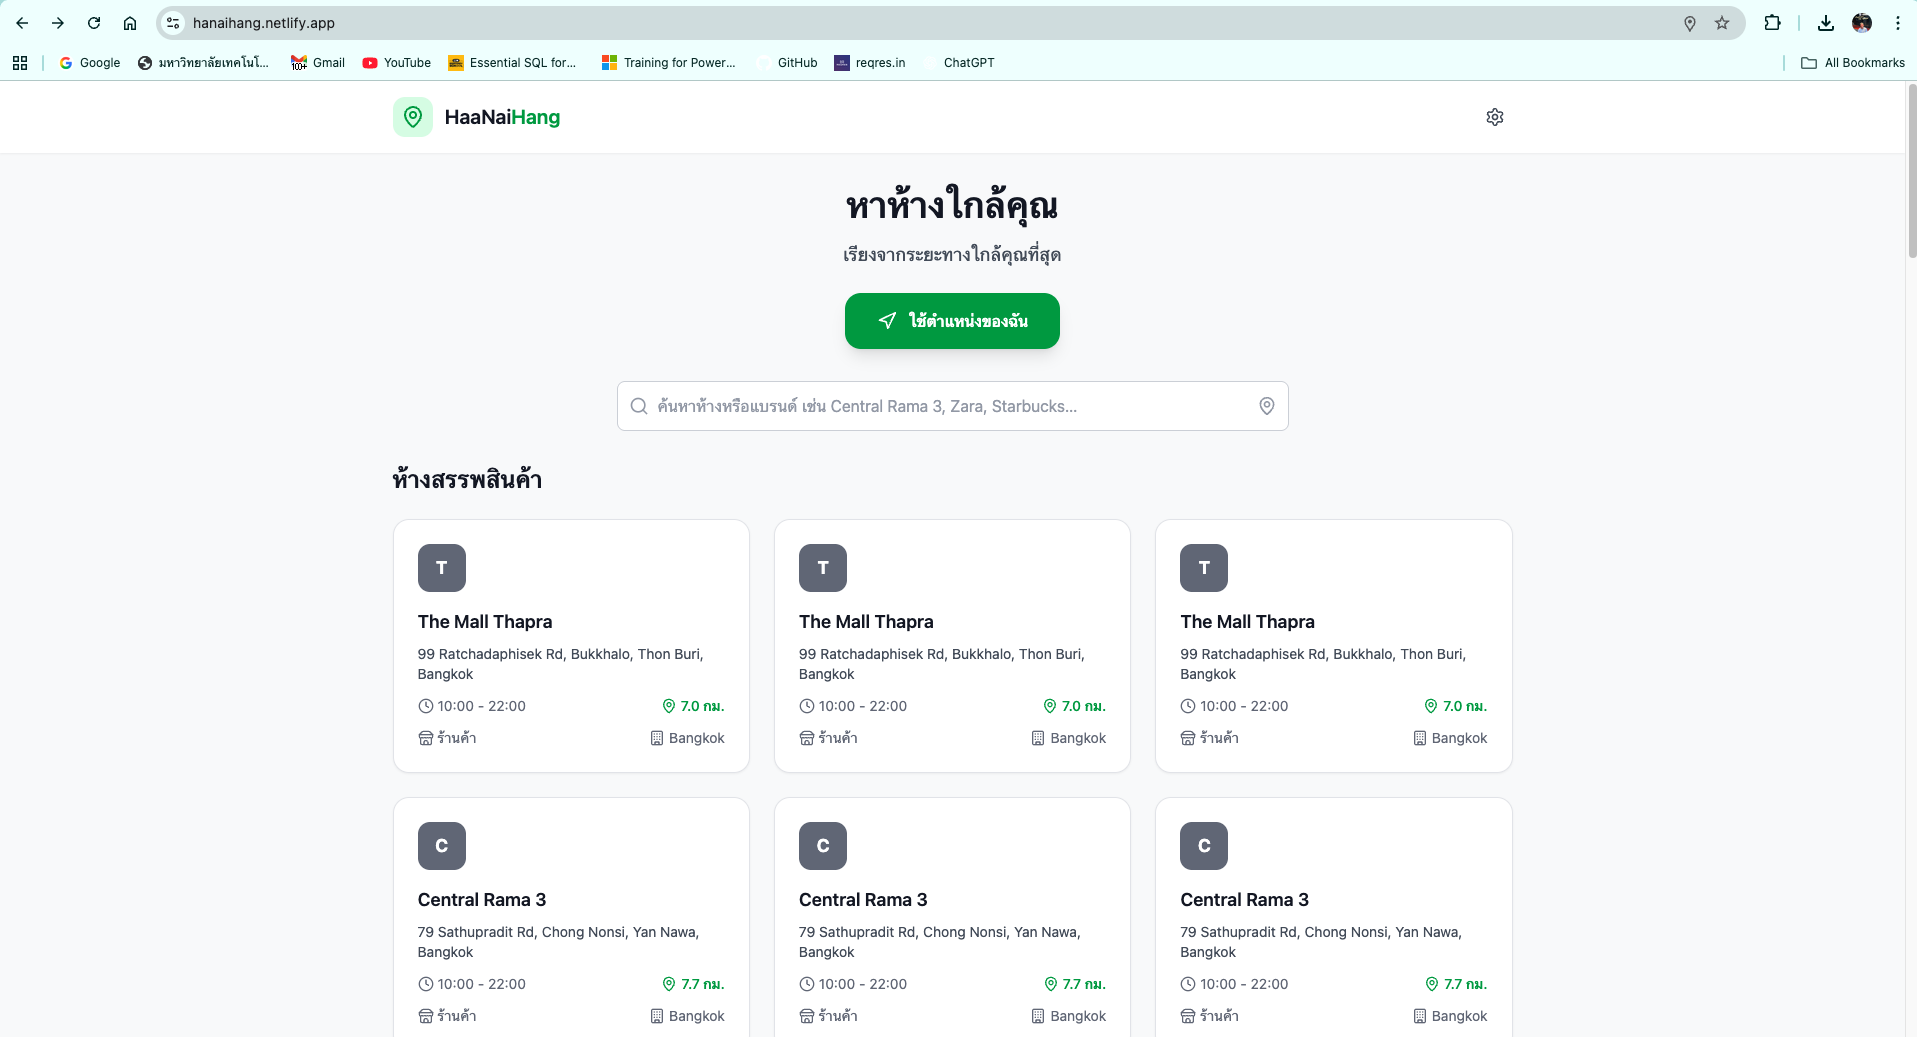 hanaihang.netlify.app
Google
มหาวิทยาลัยเทคโนโ...
100+
Gmail
YouTube
Essential SQL for...
Training for Power...
GitHub
reqres.in
ChatGPT
All Bookmarks
HaaNaiHang
หาห้างใกล้คุณ
เรียงจากระยะทางใกล้คุณที่สุด
ใช้ตำแหน่งของฉัน
ค้นหาห้างหรือแบรนด์ เช่น Central Rama 3, Zara, Starbucks...
ห้างสรรพสินค้า
T
The Mall Thapra
99 Ratchadaphisek Rd, Bukkhalo, Thon Buri,
Bangkok
10:00 - 22:00
7.0 กม.
ร้านค้า
Bangkok
T
The Mall Thapra
99 Ratchadaphisek Rd, Bukkhalo, Thon Buri,
Bangkok
10:00 - 22:00
7.0 กม.
ร้านค้า
Bangkok
T
The Mall Thapra
99 Ratchadaphisek Rd, Bukkhalo, Thon Buri,
Bangkok
10:00 - 22:00
7.0 กม.
ร้านค้า
Bangkok
C
Central Rama 3
79 Sathupradit Rd, Chong Nonsi, Yan Nawa,
Bangkok
10:00 - 22:00
7.7 กม.
ร้านค้า
Bangkok
C
Central Rama 3
79 Sathupradit Rd, Chong Nonsi, Yan Nawa,
Bangkok
10:00 - 22:00
7.7 กม.
ร้านค้า
Bangkok
C
Central Rama 3
79 Sathupradit Rd, Chong Nonsi, Yan Nawa,
Bangkok
10:00 - 22:00
7.7 กม.
ร้านค้า
Bangkok